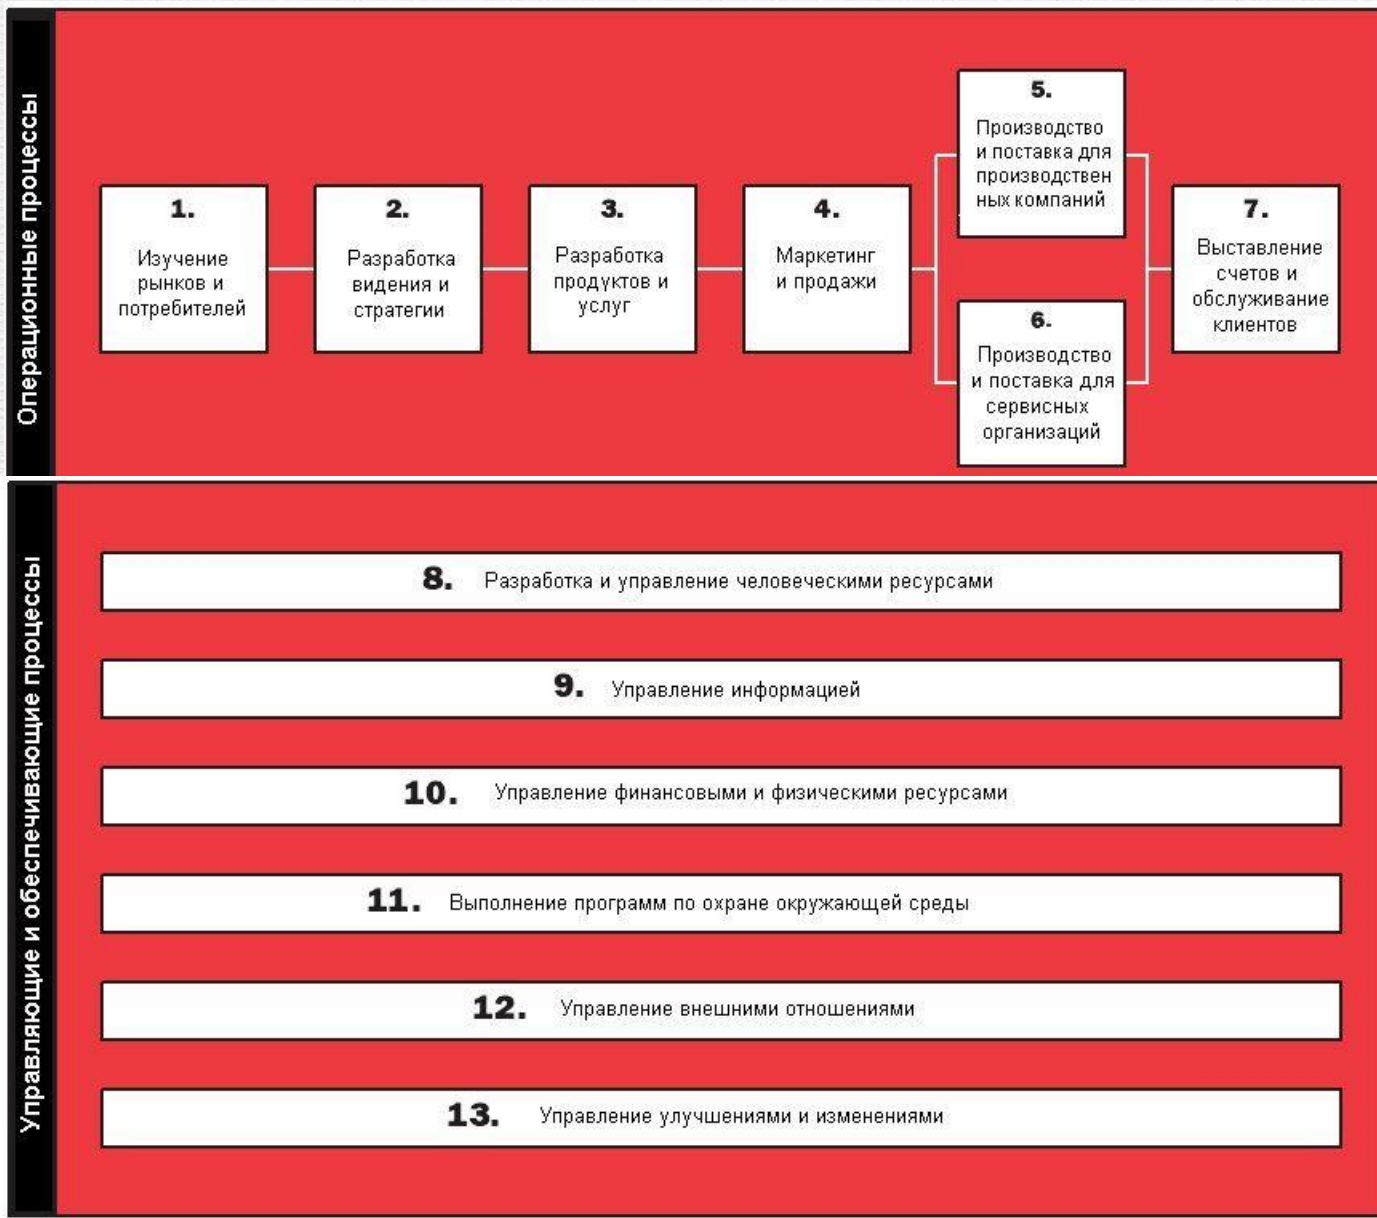 Операционные процессы
1.
Изучение
рынков и
потребителей
2.
Разработка
видения и
стратегии
3.
Разработка
продуктов и
услуг
4.
Маркетинг
и продажи
5.
Производство
и поставка для
производствен
ных компаний
6.
Производство
и поставка для
сервисных
организаций
7.
Выставление
счетов и
обслуживание
клиентов
Управляющие и обеспечивающие процессы
8. Разработка и управление человеческими ресурсами
9. Управление информацией
10. Управление финансовыми и физическими ресурсами
11. Выполнение программ по охране окружающей среды
12. Управление внешними отношениями
13. Управление улучшениями и изменениями